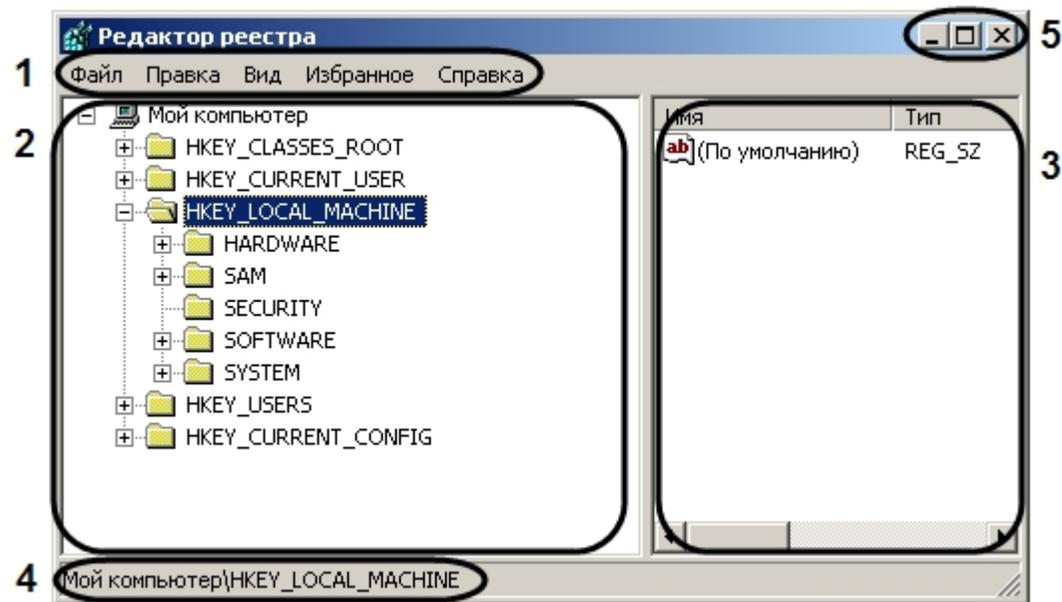 Редактор реестра
5
1
Файл Правка Вид Избранное Справка
2
Мой компьютер
HKEY_CLASSES_ROOT
HKEY_CURRENT_USER
HKEY_LOCAL_MACHINE
HARDWARE
SAM
SECURITY
SOFTWARE
SYSTEM
HKEY_USERS
HKEY_CURRENT_CONFIG
Имя Тип
ab (По умолчанию) REG_SZ
3
4
Мой компьютер\HKEY_LOCAL_MACHINE